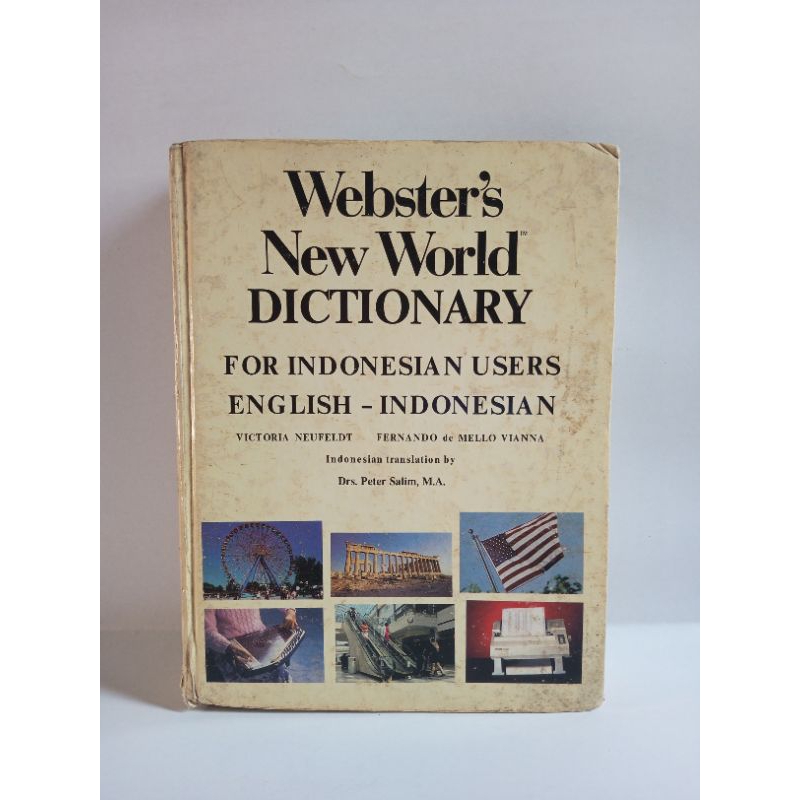 Webster's
New World™
DICTIONARY
FOR INDONESIAN USERS
ENGLISH – INDONESIAN
VICTORIA NEUFELDT FERNANDO de MELLO VIANNA
Indonesian translation by
Drs. Peter Salim, M.A.